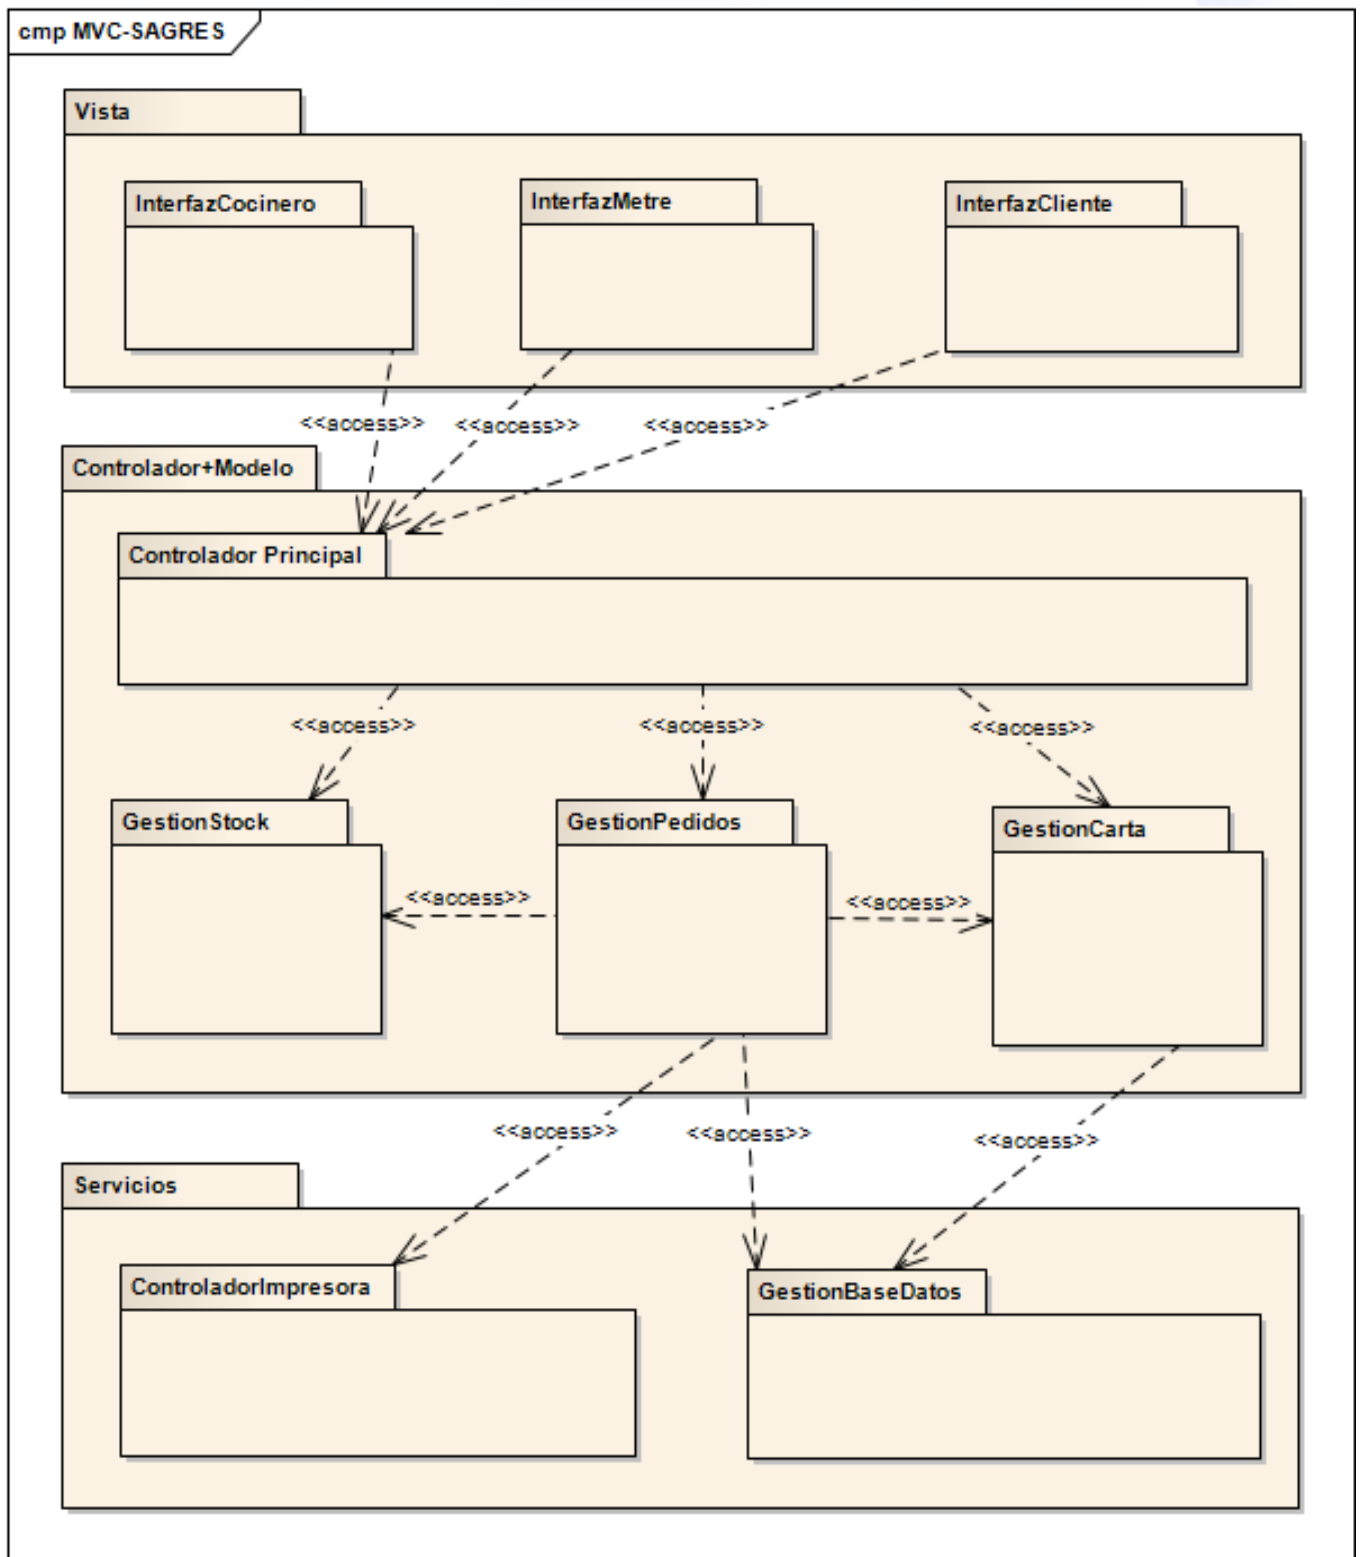 cmp MVC-SAGRES
Vista
InterfazCocinero
InterfazMetre
InterfazCliente
<<access>>
<<access>>
<<access>>
Controlador+Modelo
Controlador Principal
<<access>>
<<access>>
<<access>>
GestionStock
GestionPedidos
GestionCarta
<<access>>
<<access>>
<<access>>
<<access>>
<<access>>
Servicios
ControladorImpresora
GestionBaseDatos